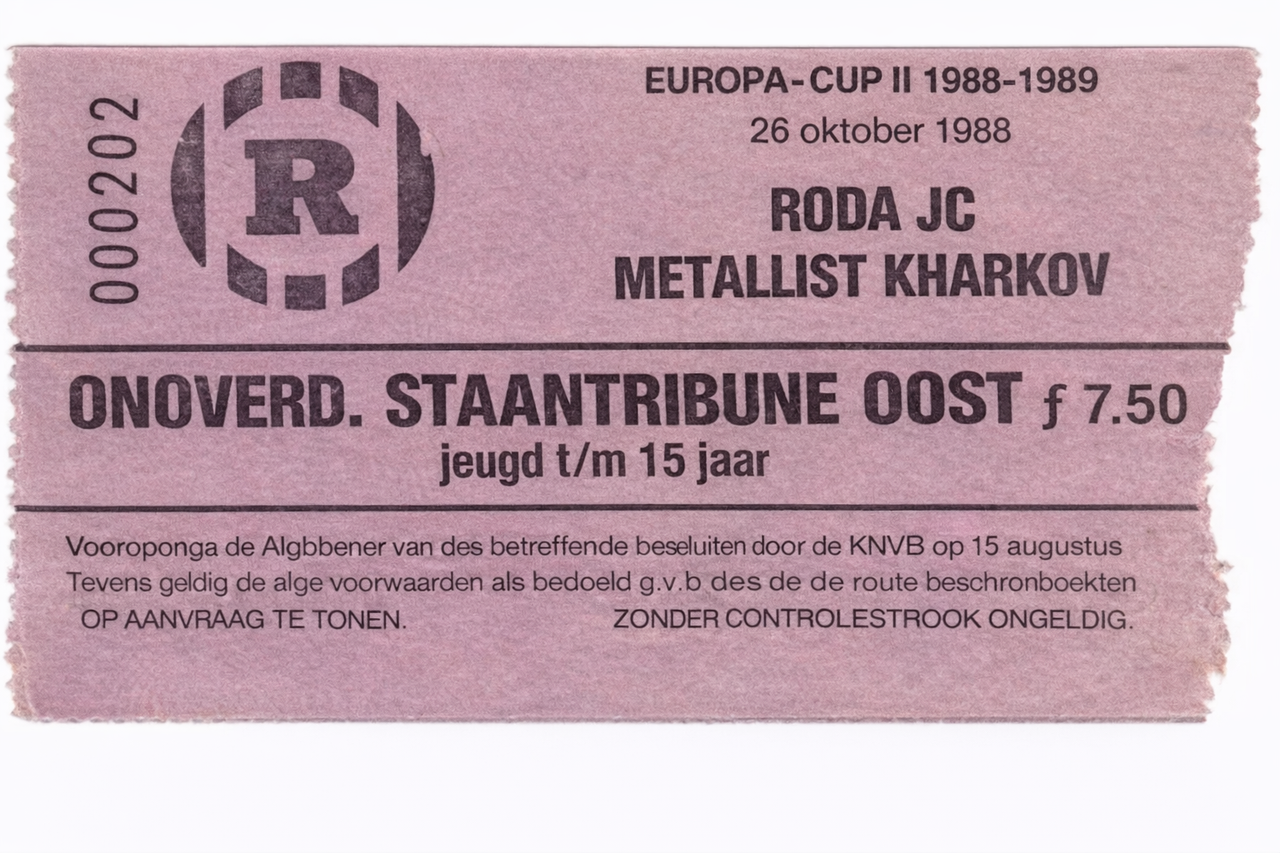 000202
R
EUROPA-CUP II 1988-1989
26 oktober 1988
RODA JC
METALLIST KHARKOV
ONOVERD. STAANTRIBUNE OOST ƒ 7.50
jeugd t/m 15 jaar
Vooroponga de Algbbener van des betreffende beseluiten door de KNVB op 15 augustus
Tevens geldig de alge voorwaarden als bedoeld g.v.b des de de route beschronboekten
OP AANVRAAG TE TONEN. ZONDER CONTROLESTROOK ONGELDIG.